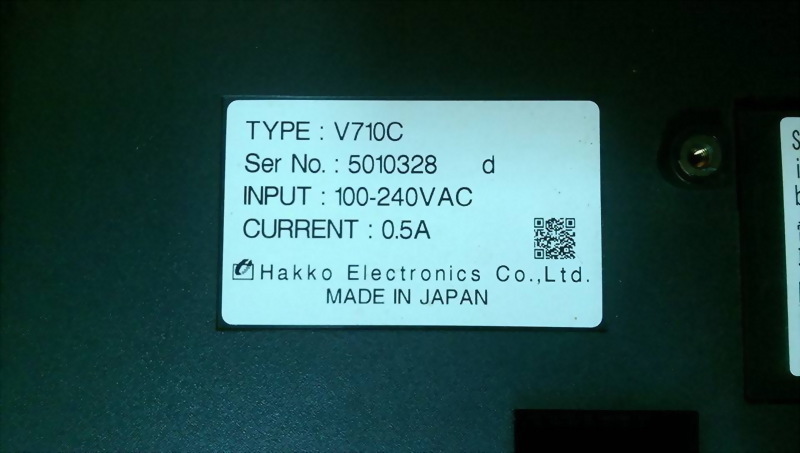 TYPE : V710C
Ser No. : 5010328 d
INPUT : 100-240VAC
CURRENT : 0.5A
Hakko Electronics Co.,Ltd.
MADE IN JAPAN